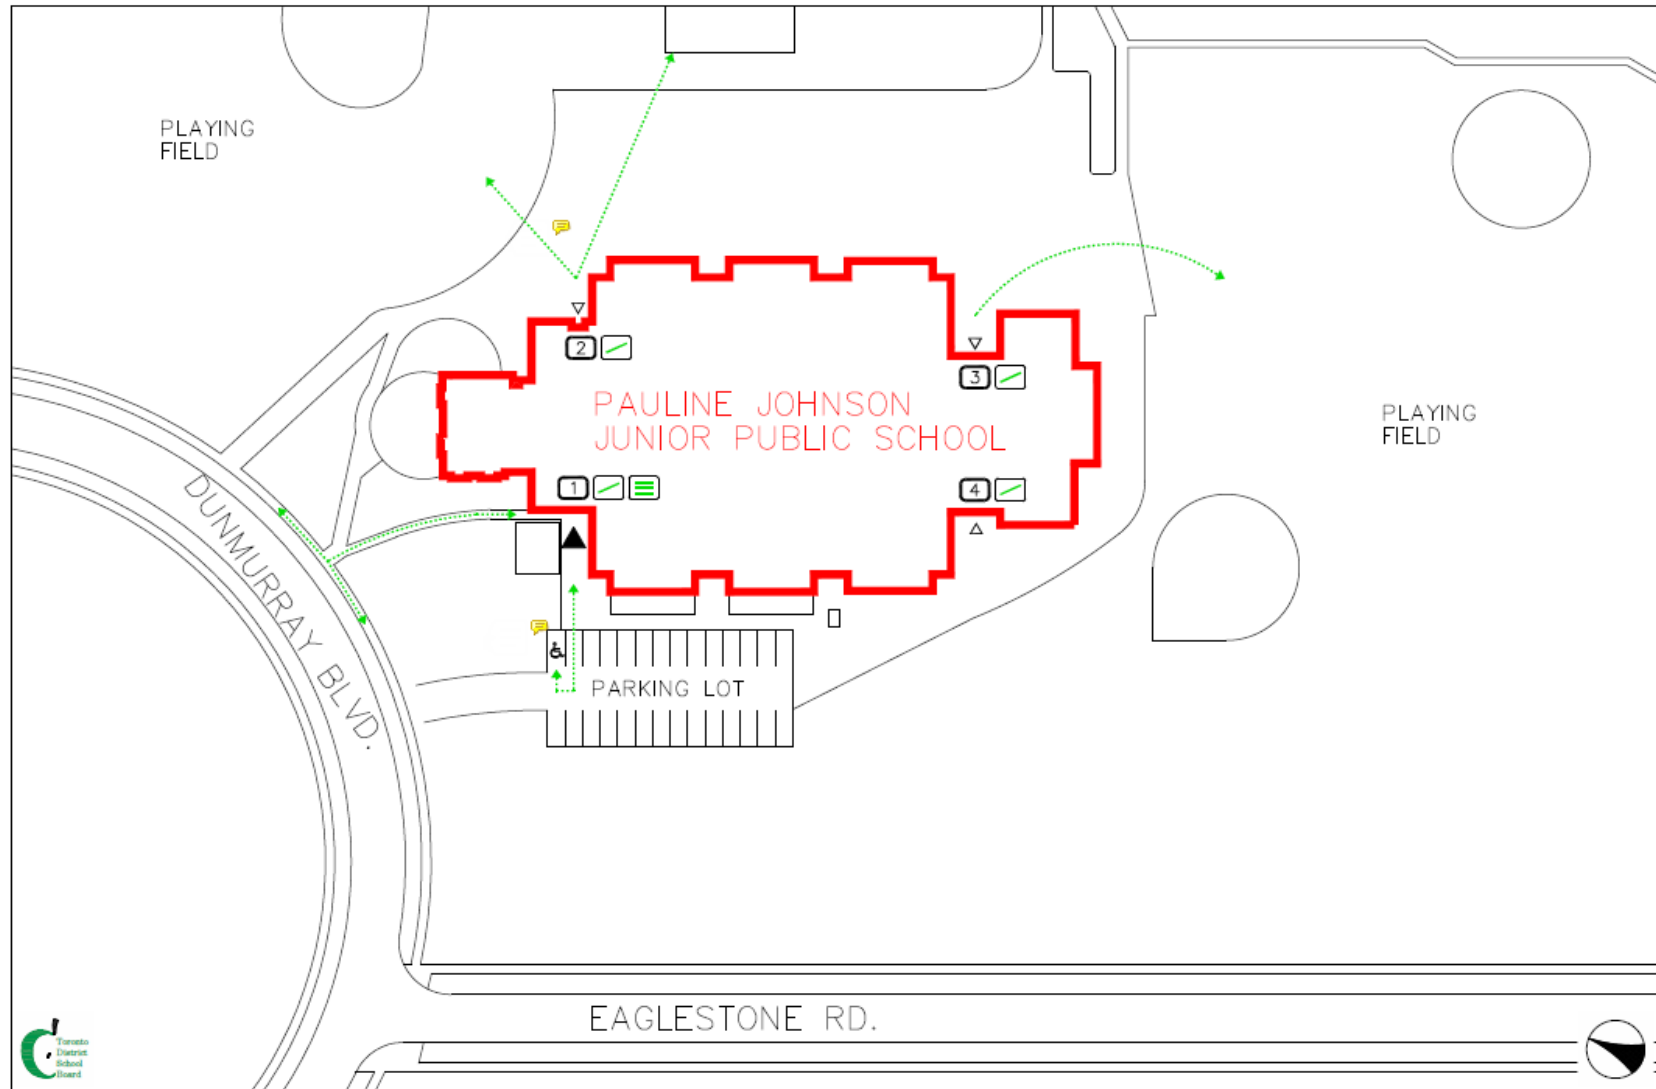 PLAYING
FIELD
2
3
PAULINE JOHNSON
JUNIOR PUBLIC SCHOOL
PLAYING
FIELD
1
4
DUNMURRAY BLVD.
PARKING LOT
EAGLESTONE RD.
Toronto
District
School
Board